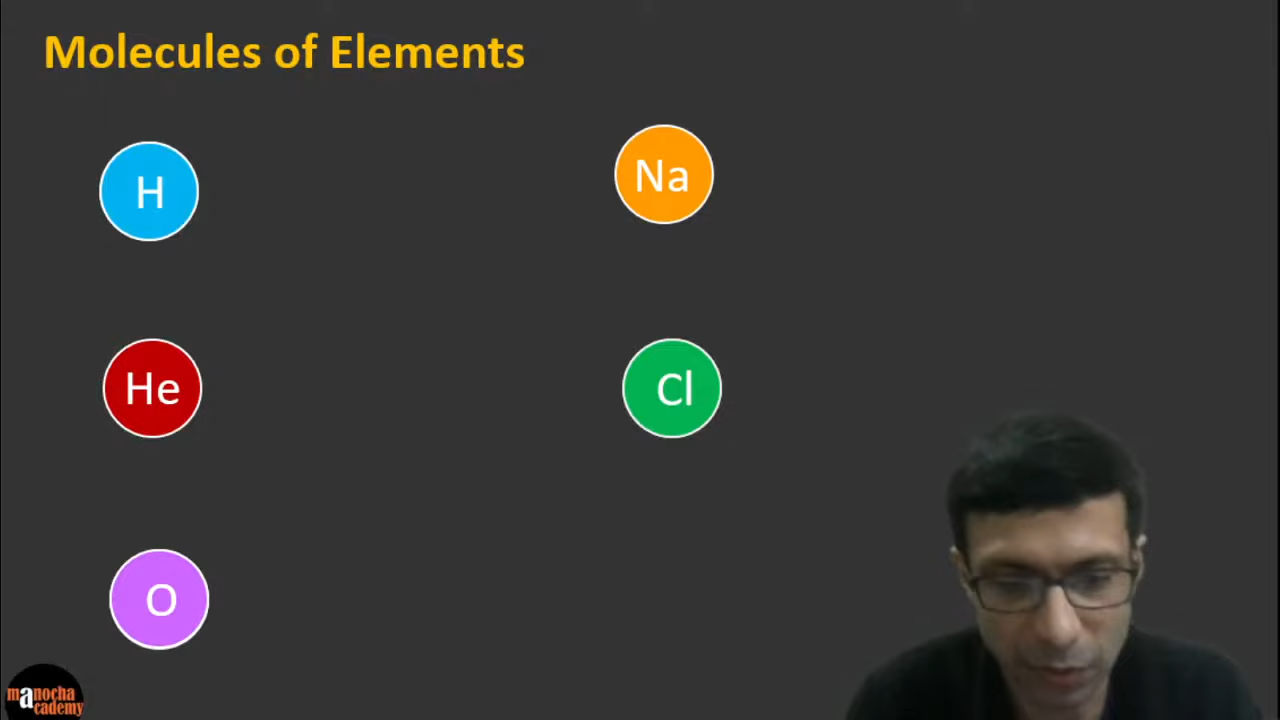 Molecules of Elements
H
Na
He
Cl
O
manocha
academy